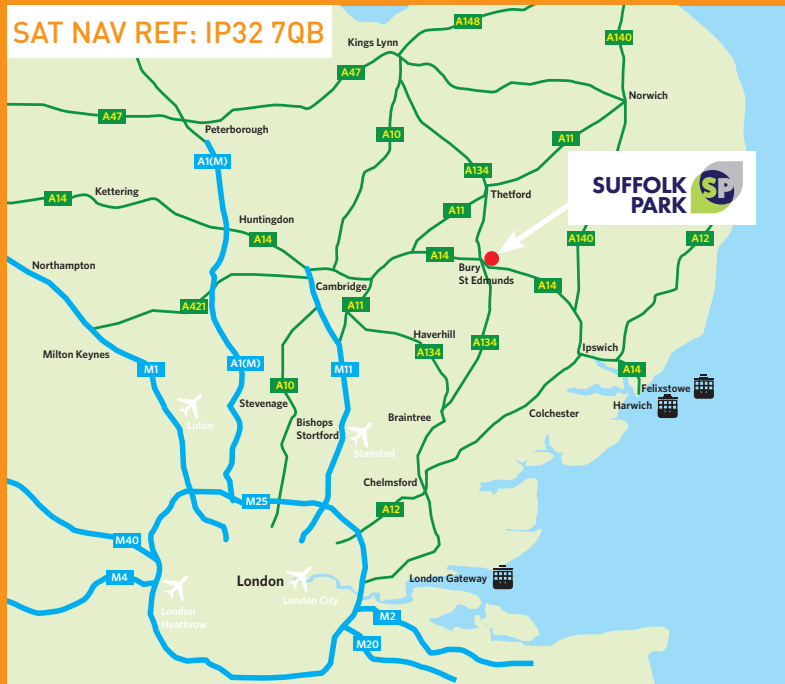 SAT NAV REF: IP32 7QB
A148
A140
Kings Lynn
A47
Norwich
A47
Peterborough
A10
A11
A1(M)
A134
SUFFOLK
PARK
SP
Kettering
A14
Thetford
A11
Huntingdon
A14
A140
A12
A14
Northampton
Bury
St Edmunds
Cambridge
A14
A421
A11
Haverhill
A134
A134
Ipswich
Milton Keynes
M1
A1(M)
M11
A14
A10
Felixstowe
Harwich
Stevenage
Luton
Bishops
Stortford
Braintree
Colchester
Stansted
Chelmsford
M25
A12
M40
M4
London
London City
London Gateway
London
Heathrow
M2
M20